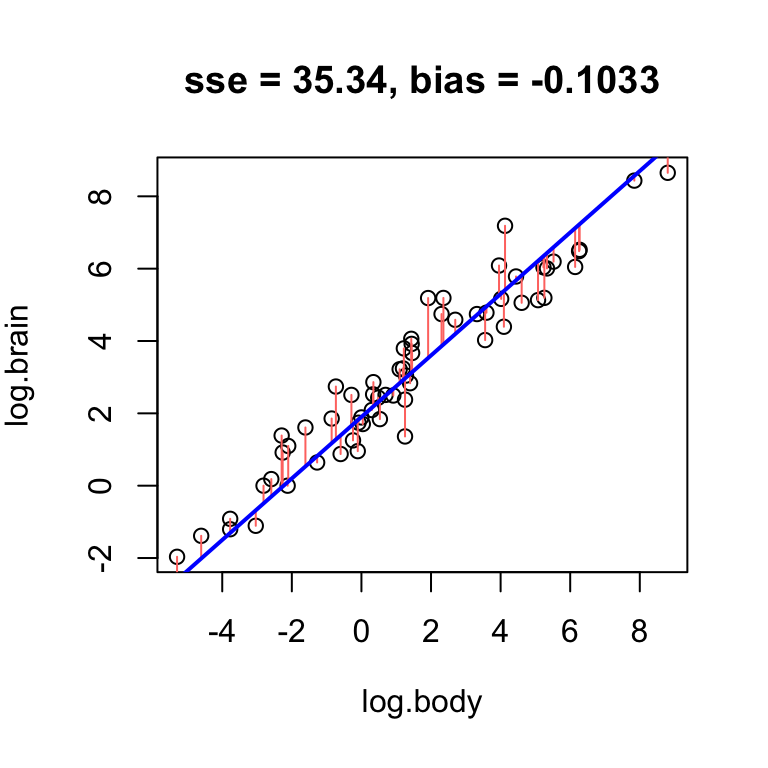 sse = 35.34, bias = -0.1033
log.brain
8
6
4
2
0
-2
-4 -2 0 2 4 6 8
log.body